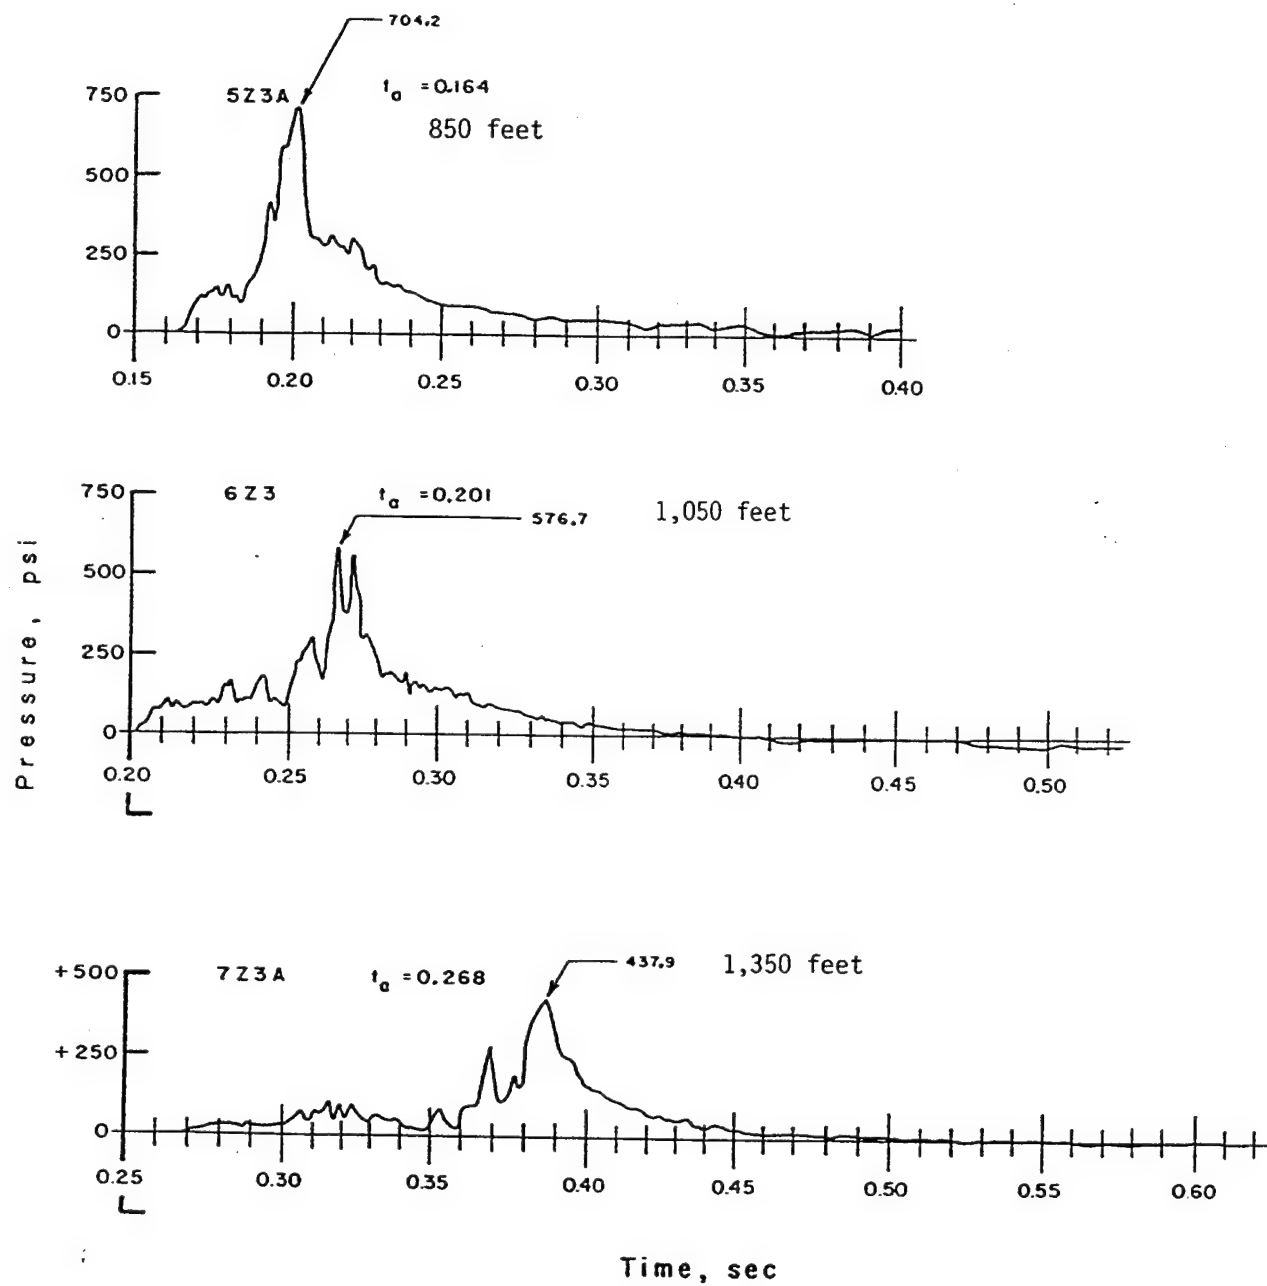 704.2
750
5Z3A
ta =0.164
850 feet
500
250
0
0.15 0.20 0.25 0.30 0.35 0.40
750
6Z3
ta =0.201
576.7
1,050 feet
500
250
0
0.20 0.25 0.30 0.35 0.40 0.45 0.50
Pressure, psi
+500
7Z3A
ta =0.268
437.9
1,350 feet
+250
0
0.25 0.30 0.35 0.40 0.45 0.50 0.55 0.60
Time, sec